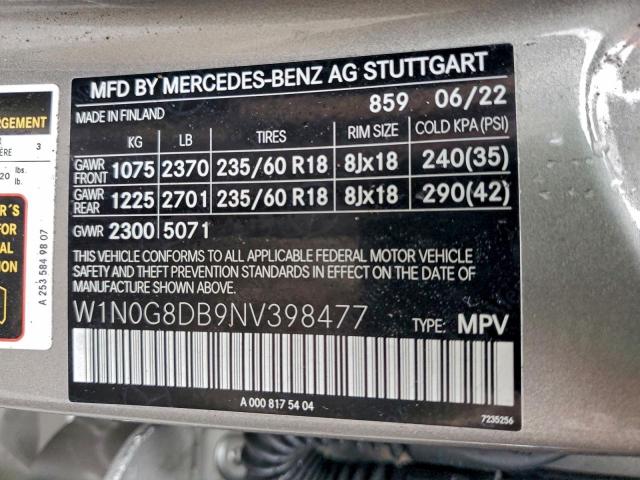 MFD BY MERCEDES-BENZ AG STUTTGART
MADE IN FINLAND 859 06/22
KG LB TIRES RIM SIZE COLD KPA(PSI)
GAWR FRONT 1075 2370 235/60 R18 8Jx18 240(35)
GAWR REAR 1225 2701 235/60 R18 8Jx18 290(42)
GVWR 2300 5071
THIS VEHICLE CONFORMS TO ALL APPLICABLE FEDERAL MOTOR VEHICLE
SAFETY AND THEFT PREVENTION STANDARDS IN EFFECT ON THE DATE OF
MANUFACTURE SHOWN ABOVE.
W1N0G8DB9NV398477 TYPE: MPV
A 000 817 54 04
7235256
3
lbs.
lb.
A 253 584 98 07